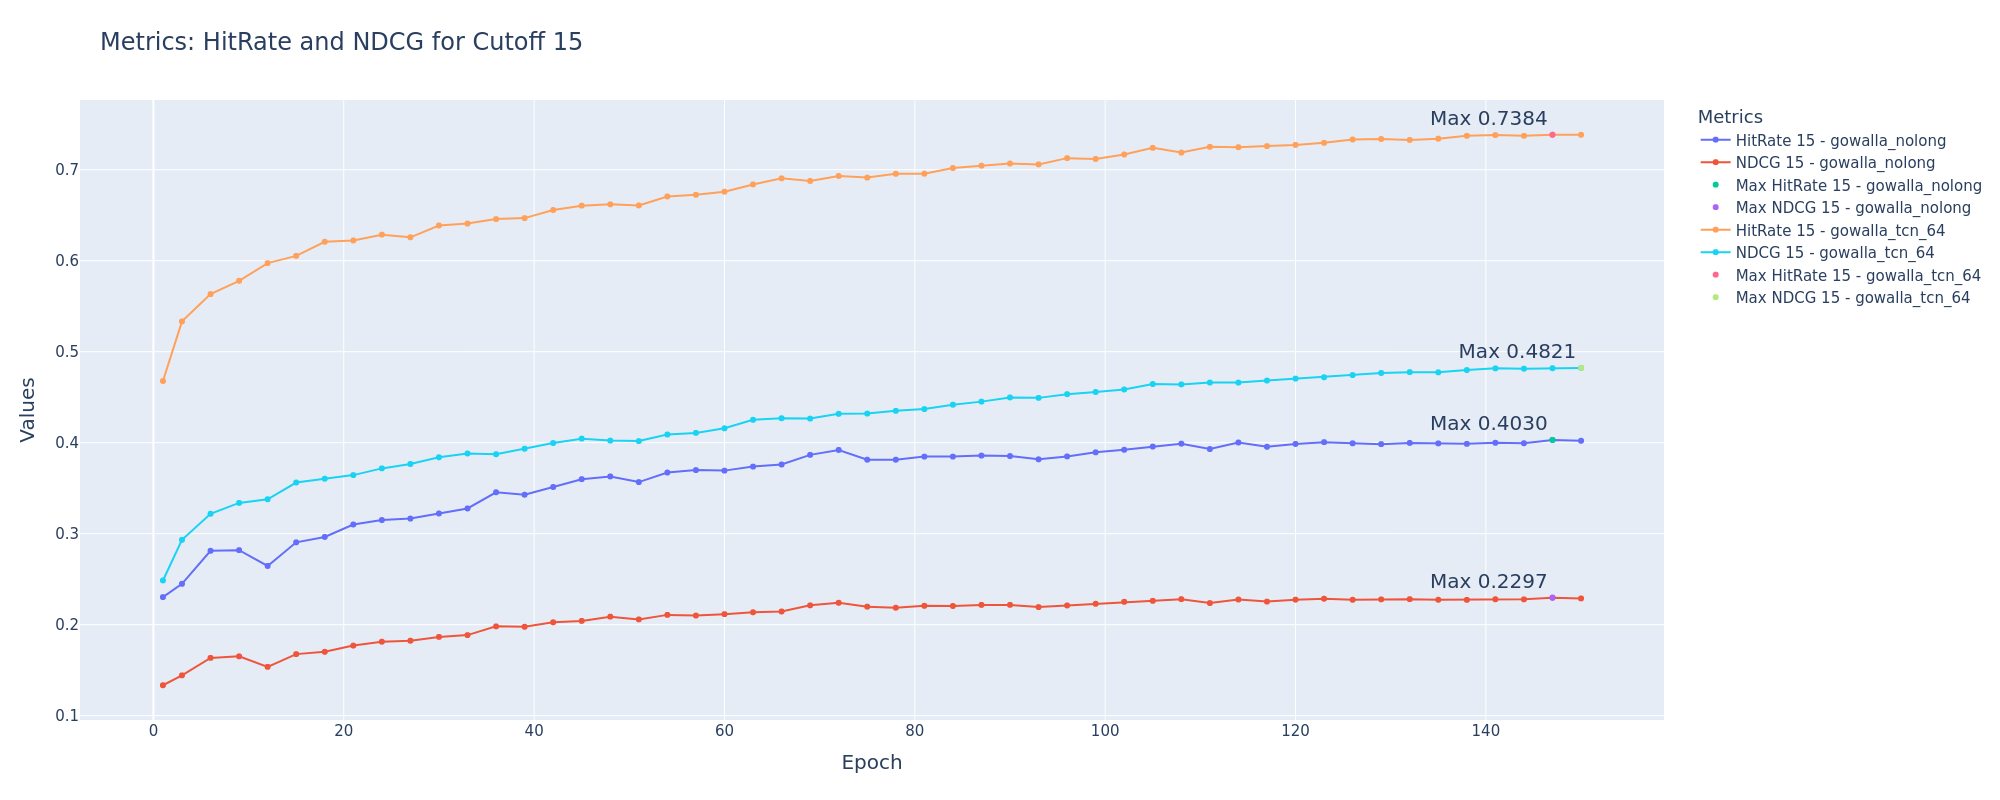 Metrics: HitRate and NDCG for Cutoff 15
Values
0.7
0.6
0.5
0.4
0.3
0.2
0.1
Max 0.7384
Max 0.4821
Max 0.4030
Max 0.2297
0 20 40 60 80 100 120 140
Epoch
Metrics
HitRate 15 - gowalla_nolong
NDCG 15 - gowalla_nolong
Max HitRate 15 - gowalla_nolong
Max NDCG 15 - gowalla_nolong
HitRate 15 - gowalla_tcn_64
NDCG 15 - gowalla_tcn_64
Max HitRate 15 - gowalla_tcn_64
Max NDCG 15 - gowalla_tcn_64